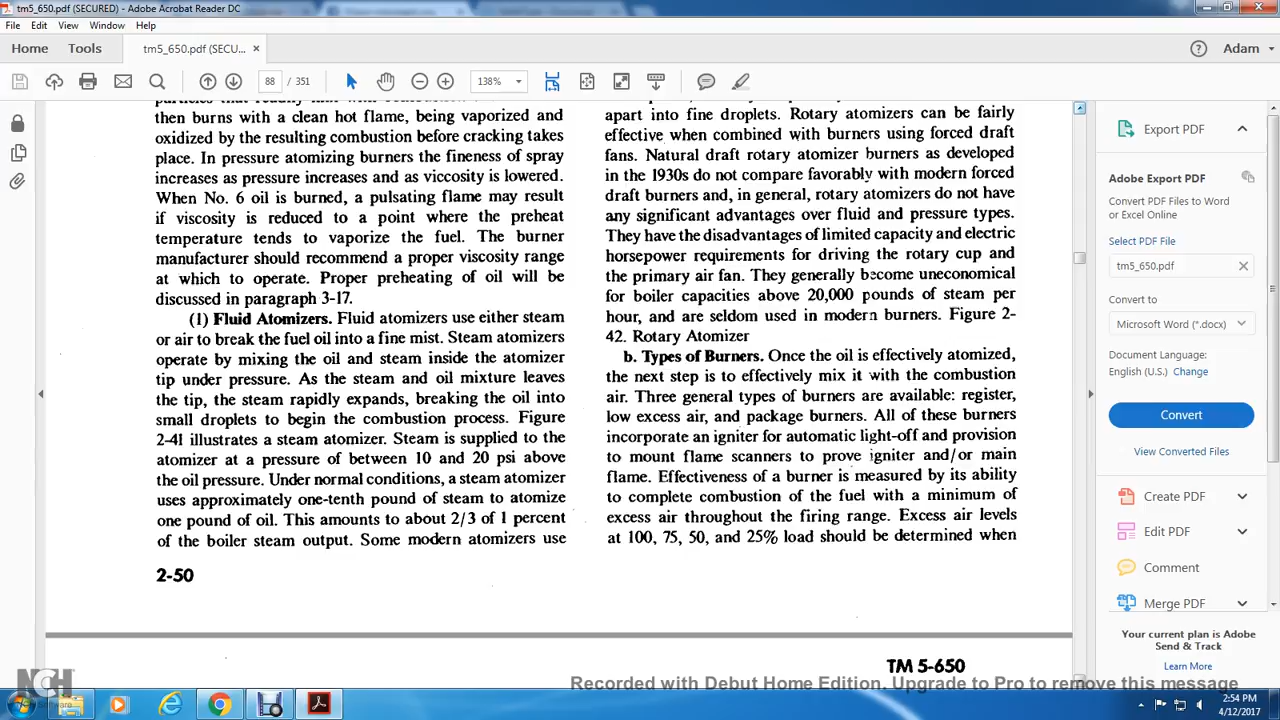 tm5_650.pdf (SECURED) - Adobe Acrobat Reader DC
File Edit View Window Help
Home Tools tm5_650.pdf (SECU... × Adam
88 / 351 138%
then burns with a clean hot flame, being vaporized and
oxidized by the resulting combustion before cracking takes
place. In pressure atomizing burners the fineness of spray
increases as pressure increases and as viccosity is lowered.
When No. 6 oil is burned, a pulsating flame may result
if viscosity is reduced to a point where the preheat
temperature tends to vaporize the fuel. The burner
manufacturer should recommend a proper viscosity range
at which to operate. Proper preheating of oil will be
discussed in paragraph 3-17.
(1) Fluid Atomizers. Fluid atomizers use either steam
or air to break the fuel oil into a fine mist. Steam atomizers
operate by mixing the oil and steam inside the atomizer
tip under pressure. As the steam and oil mixture leaves
the tip, the steam rapidly expands, breaking the oil into
small droplets to begin the combustion process. Figure
2-41 illustrates a steam atomizer. Steam is supplied to the
atomizer at a pressure of between 10 and 20 psi above
the oil pressure. Under normal conditions, a steam atomizer
uses approximately one-tenth pound of steam to atomize
one pound of oil. This amounts to about 2/3 of 1 percent
of the boiler steam output. Some modern atomizers use
2-50
apart into fine droplets. Rotary atomizers can be fairly
effective when combined with burners using forced draft
fans. Natural draft rotary atomizer burners as developed
in the 1930s do not compare favorably with modern forced
draft burners and, in general, rotary atomizers do not have
any significant advantages over fluid and pressure types.
They have the disadvantages of limited capacity and electric
horsepower requirements for driving the rotary cup and
the primary air fan. They generally become uneconomical
for boiler capacities above 20,000 pounds of steam per
hour, and are seldom used in modern burners. Figure 2-
42. Rotary Atomizer
b. Types of Burners. Once the oil is effectively atomized,
the next step is to effectively mix it with the combustion
air. Three general types of burners are available: register,
low excess air, and package burners. All of these burners
incorporate an igniter for automatic light-off and provision
to mount flame scanners to prove igniter and/or main
flame. Effectiveness of a burner is measured by its ability
to complete combustion of the fuel with a minimum of
excess air throughout the firing range. Excess air levels
at 100, 75, 50, and 25% load should be determined when
TM 5-650
Export PDF
Adobe Export PDF
Convert PDF Files to Word
or Excel Online
Select PDF File
tm5_650.pdf
Convert to
Microsoft Word (*.docx)
Document Language:
English (U.S.) Change
Convert
View Converted Files
Create PDF
Edit PDF
Comment
Merge PDF
Your current plan is Adobe
Send & Track
Learn More
NCH
Software
Recorded with Debut Home Edition. Upgrade to Pro to remove this message
2:54 PM
4/12/2017